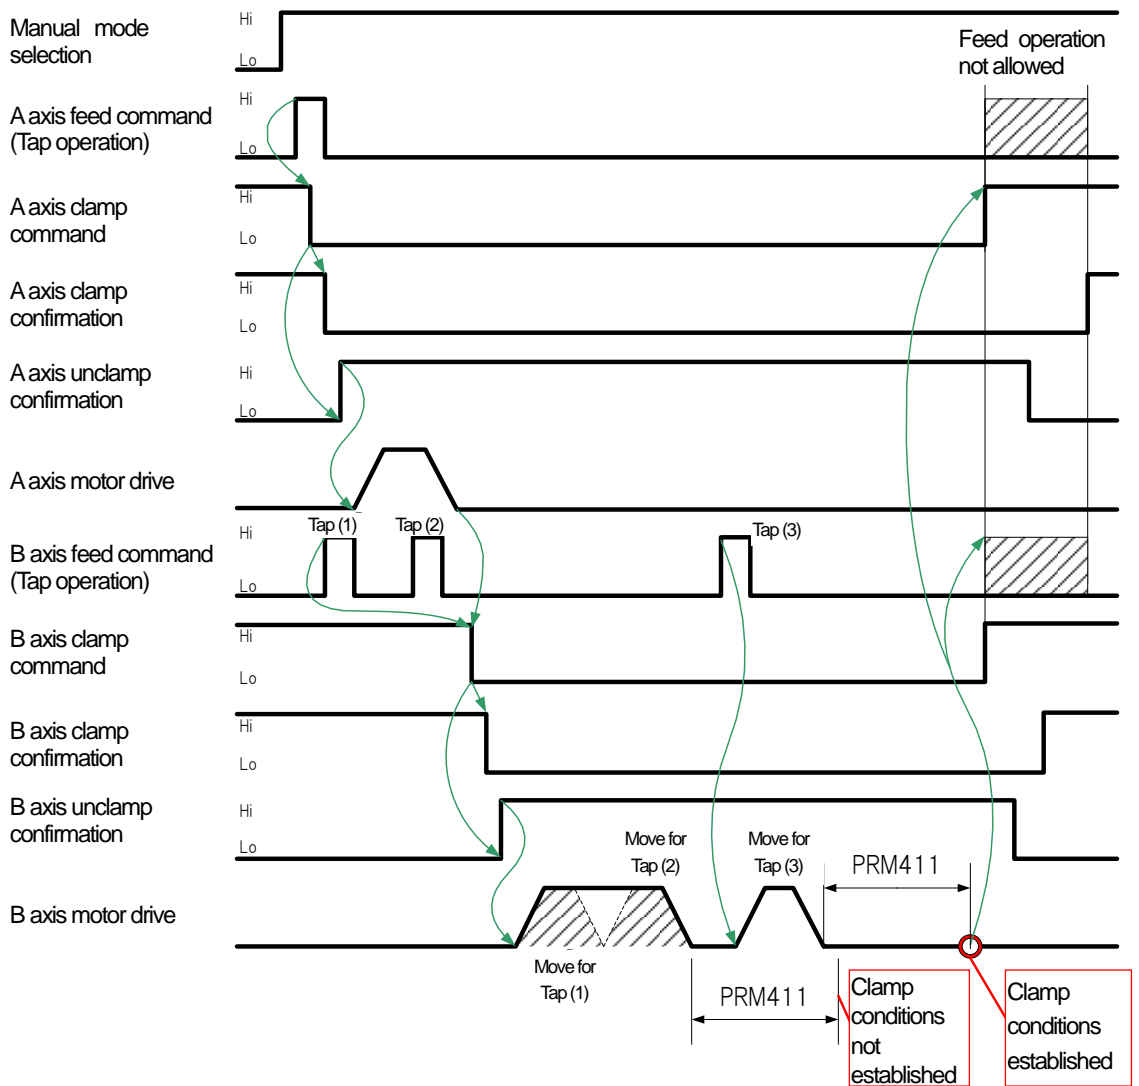 Manual mode
selection
Hi
Lo
Feed operation
not allowed
A axis feed command
(Tap operation)
Hi
Lo
A axis clamp
command
Hi
Lo
A axis clamp
confirmation
Hi
Lo
A axis unclamp
confirmation
Hi
Lo
A axis motor drive
B axis feed command
(Tap operation)
Hi
Lo
Tap (1)
Tap (2)
Tap (3)
B axis clamp
command
Hi
Lo
B axis clamp
confirmation
Hi
Lo
B axis unclamp
confirmation
Hi
Lo
B axis motor drive
Move for
Tap (2)
Move for
Tap (3)
PRM411
Move for
Tap (1)
PRM411
Clamp
conditions
not
established
Clamp
conditions
established